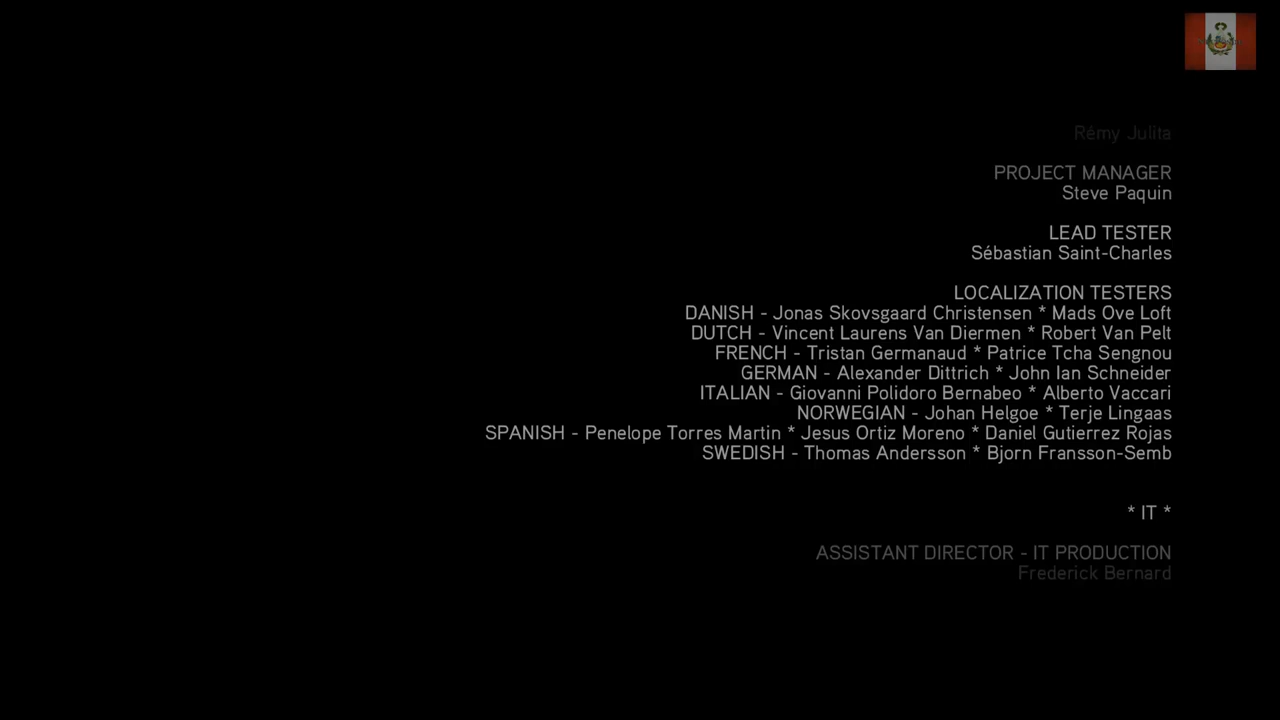 Rémy Julita
PROJECT MANAGER
Steve Paquin
LEAD TESTER
Sébastian Saint-Charles
LOCALIZATION TESTERS
DANISH - Jonas Skovsgaard Christensen * Mads Ove Loft
DUTCH - Vincent Laurens Van Diermen * Robert Van Pelt
FRENCH - Tristan Germanaud * Patrice Tcha Sengnou
GERMAN - Alexander Dittrich * John Ian Schneider
ITALIAN - Giovanni Polidoro Bernabeo * Alberto Vaccari
NORWEGIAN - Johan Helgoe * Terje Lingaas
SPANISH - Penelope Torres Martin * Jesus Ortiz Moreno * Daniel Gutierrez Rojas
SWEDISH - Thomas Andersson * Bjorn Fransson-Semb
* IT *
ASSISTANT DIRECTOR - IT PRODUCTION
Frederick Bernard